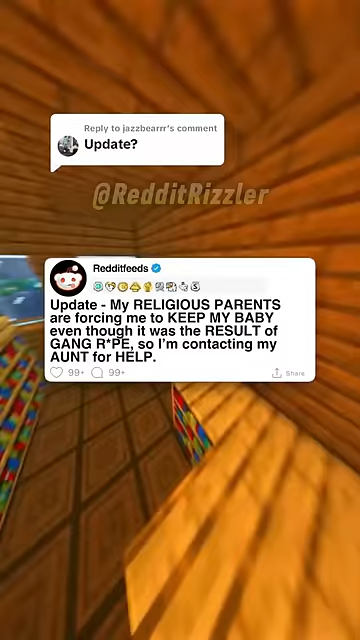 Reply to jazzbearrr's comment
Update?
@RedditRizzler
Redditfeeds
Update - My RELIGIOUS PARENTS
are forcing me to KEEP MY BABY
even though it was the RESULT of
GANG R*PE, so I'm contacting my
AUNT for HELP.
99+ 99+ Share